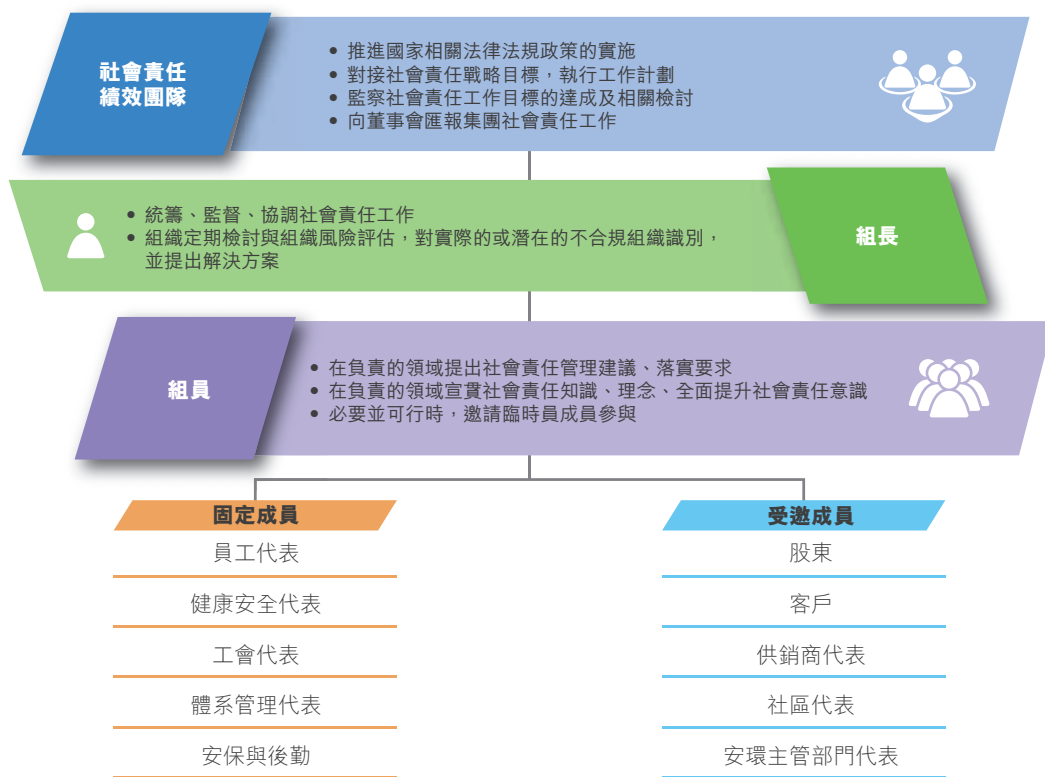 社會責任
績效團隊
• 推進國家相關法律法規政策的實施
• 對接社會責任戰略目標，執行工作計劃
• 監察社會責任工作目標的達成及相關檢討
• 向董事會匯報集團社會責任工作
• 統籌、監督、協調社會責任工作
• 組織定期檢討與組織風險評估，對實際的或潛在的不合規組織識別，
並提出解決方案
組長
組員
• 在負責的領域提出社會責任管理建議、落實要求
• 在負責的領域宣貫社會責任知識、理念、全面提升社會責任意識
• 必要並可行時，邀請臨時員成員參與
固定成員
員工代表
健康安全代表
工會代表
體系管理代表
安保與後勤
受邀成員
股東
客戶
供銷商代表
社區代表
安環主管部門代表